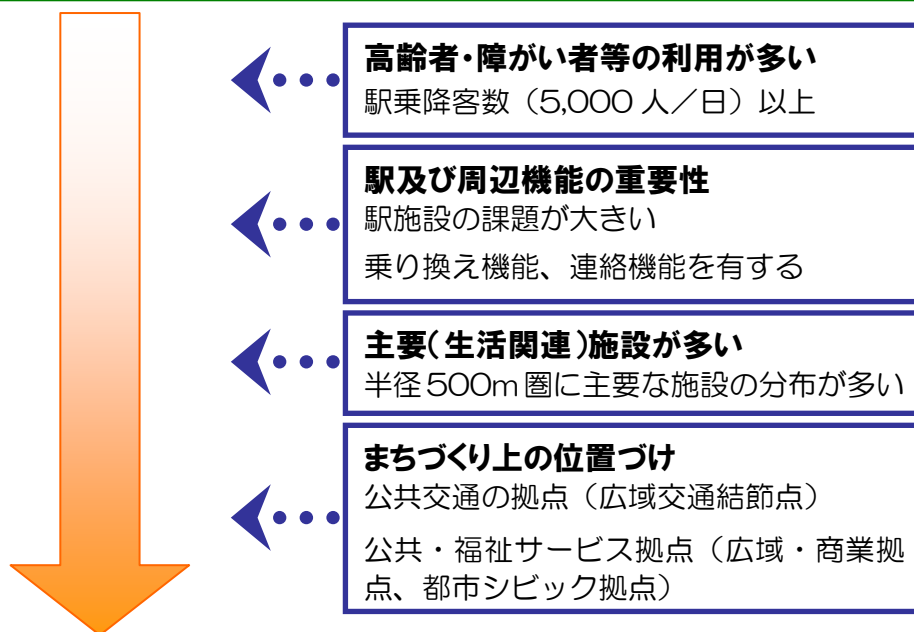 高齢者・障がい者等の利用が多い
駅乗降客数（5,000 人／日）以上
駅及び周辺機能の重要性
駅施設の課題が大きい
乗り換え機能、連絡機能を有する
主要（生活関連）施設が多い
半径 500m 圏に主要な施設の分布が多い
まちづくり上の位置づけ
公共交通の拠点（広域交通結節点）
公共・福祉サービス拠点（広域・商業拠
点、都市シビック拠点）